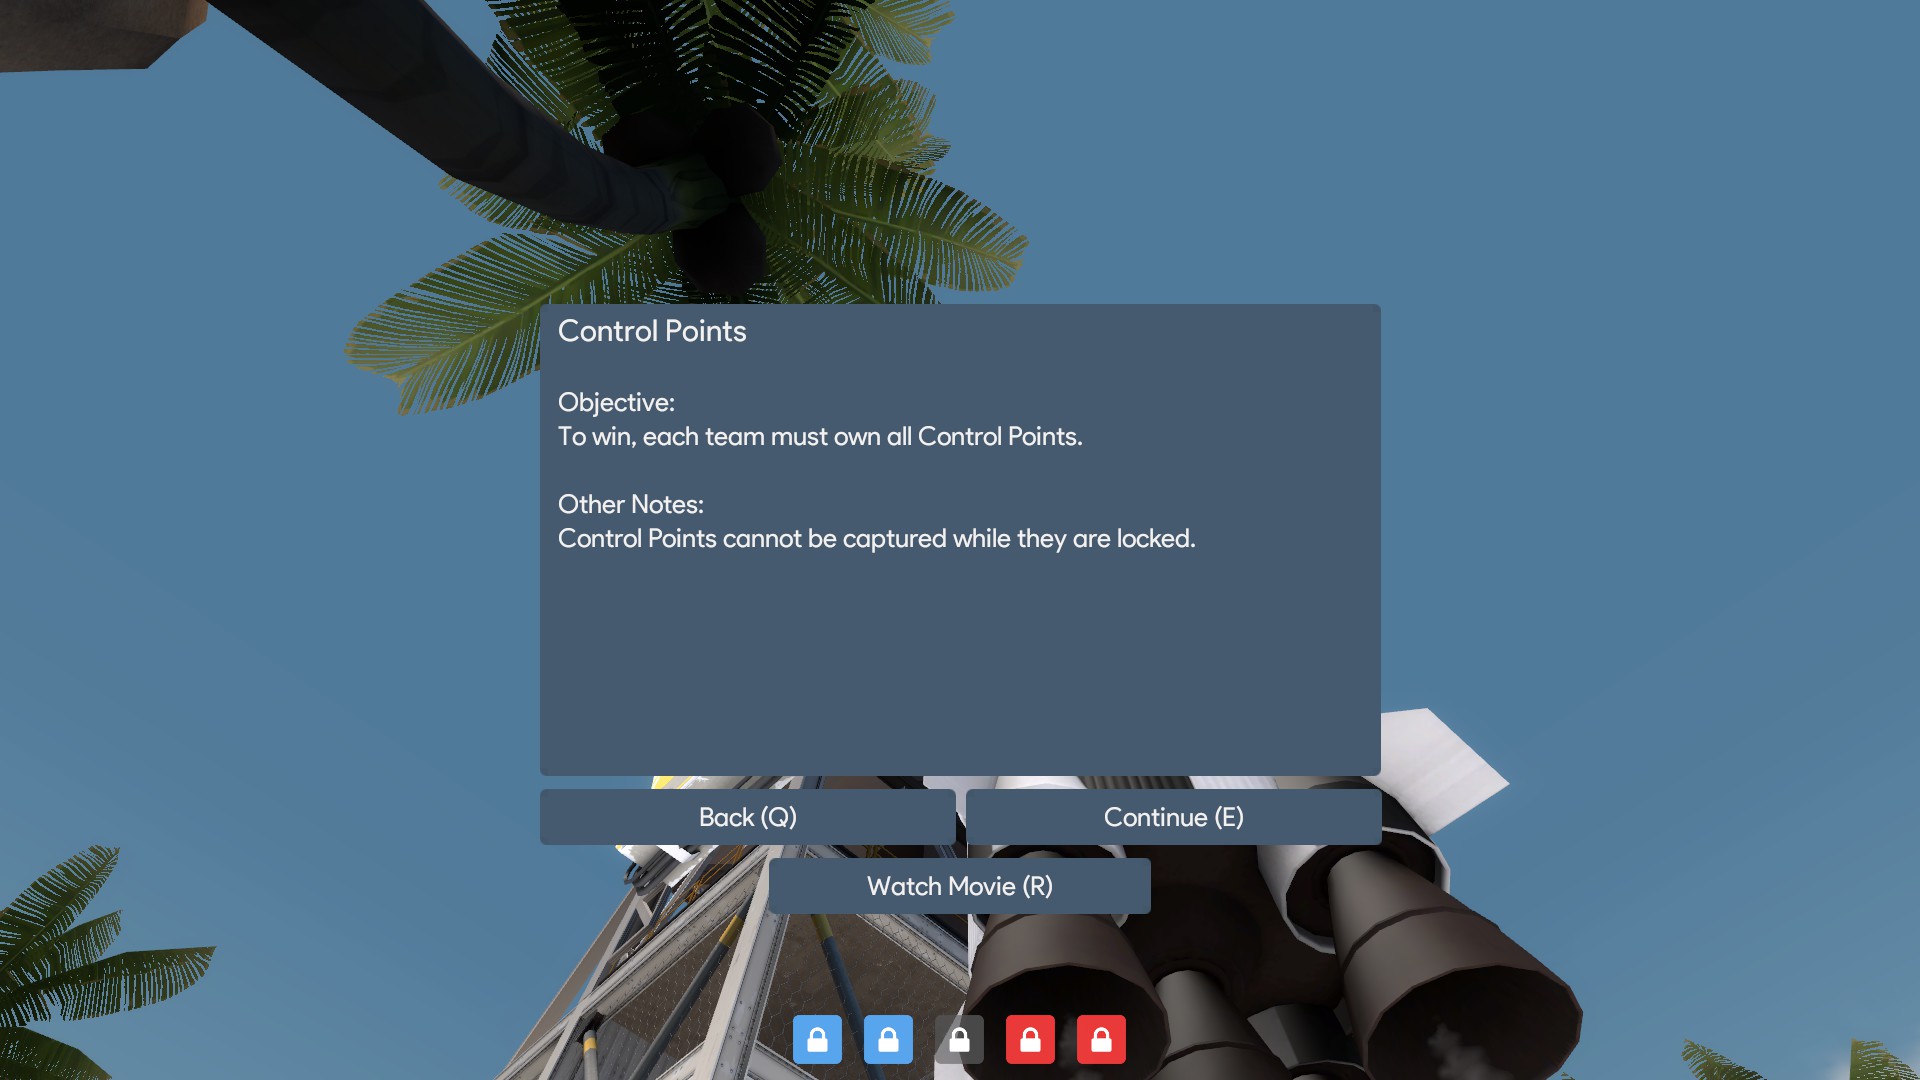 Control Points
Objective:
To win, each team must own all Control Points.
Other Notes:
Control Points cannot be captured while they are locked.
Back (Q)
Continue (E)
Watch Movie (R)